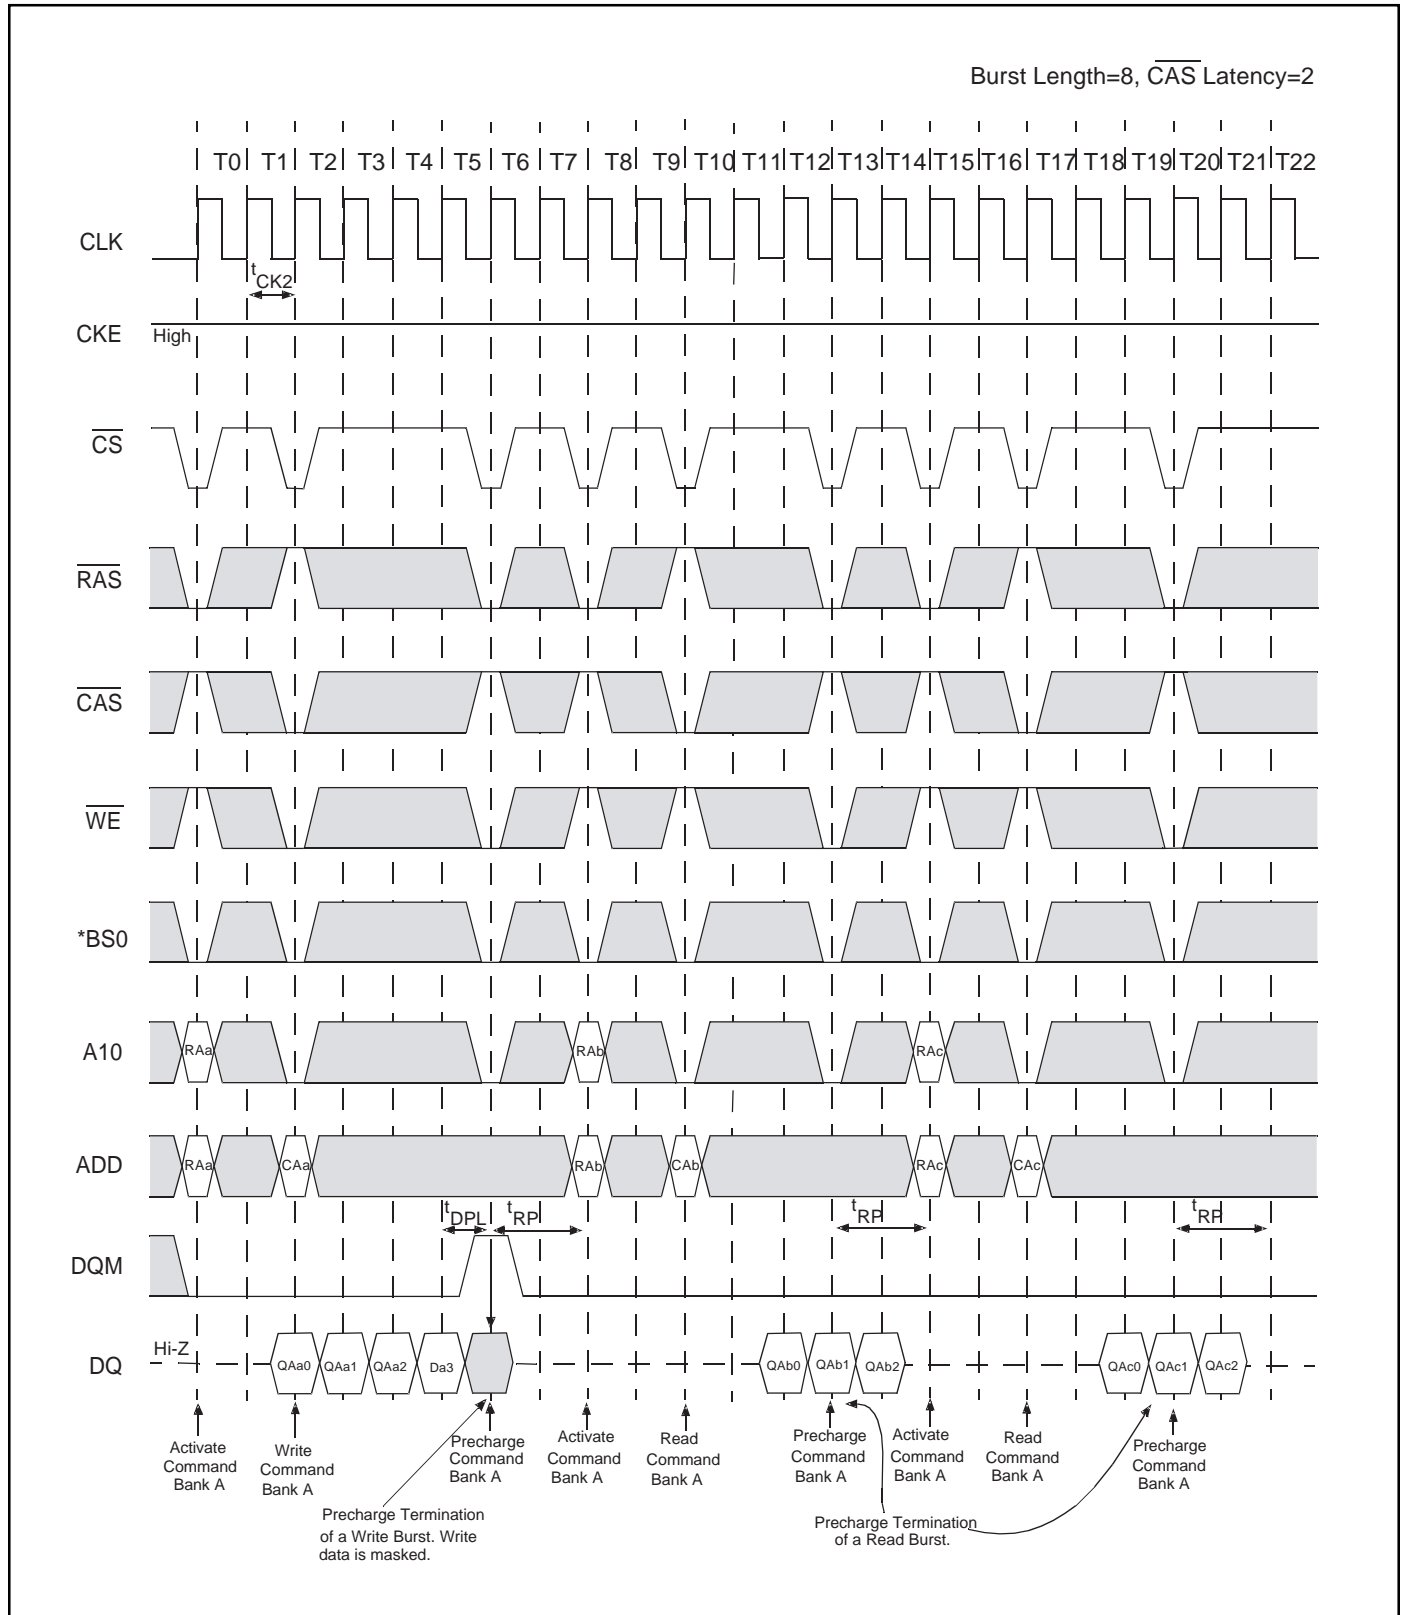 Burst Length=8, CAS Latency=2
T0 T1 T2 T3 T4 T5 T6 T7 T8 T9 T10 T11 T12 T13 T14 T15 T16 T17 T18 T19 T20 T21 T22
CLK
tCK2
CKE High
CS
RAS
CAS
WE
*BS0
A10 RAa RAb RAc
ADD RAa CAa RAb CAb RAc CAc
tDPL tRP tRP tRP
DQM
DQ Hi-Z QAa0 QAa1 QAa2 Da3 QAb0 QAb1 QAb2 QAc0 QAc1 QAc2
Activate
Command
Bank A
Write
Command
Bank A
Precharge
Command
Bank A
Activate
Command
Bank A
Read
Command
Bank A
Precharge
Command
Bank A
Activate
Command
Bank A
Read
Command
Bank A
Precharge
Command
Bank A
Precharge Termination
of a Write Burst. Write
data is masked.
Precharge Termination
of a Read Burst.